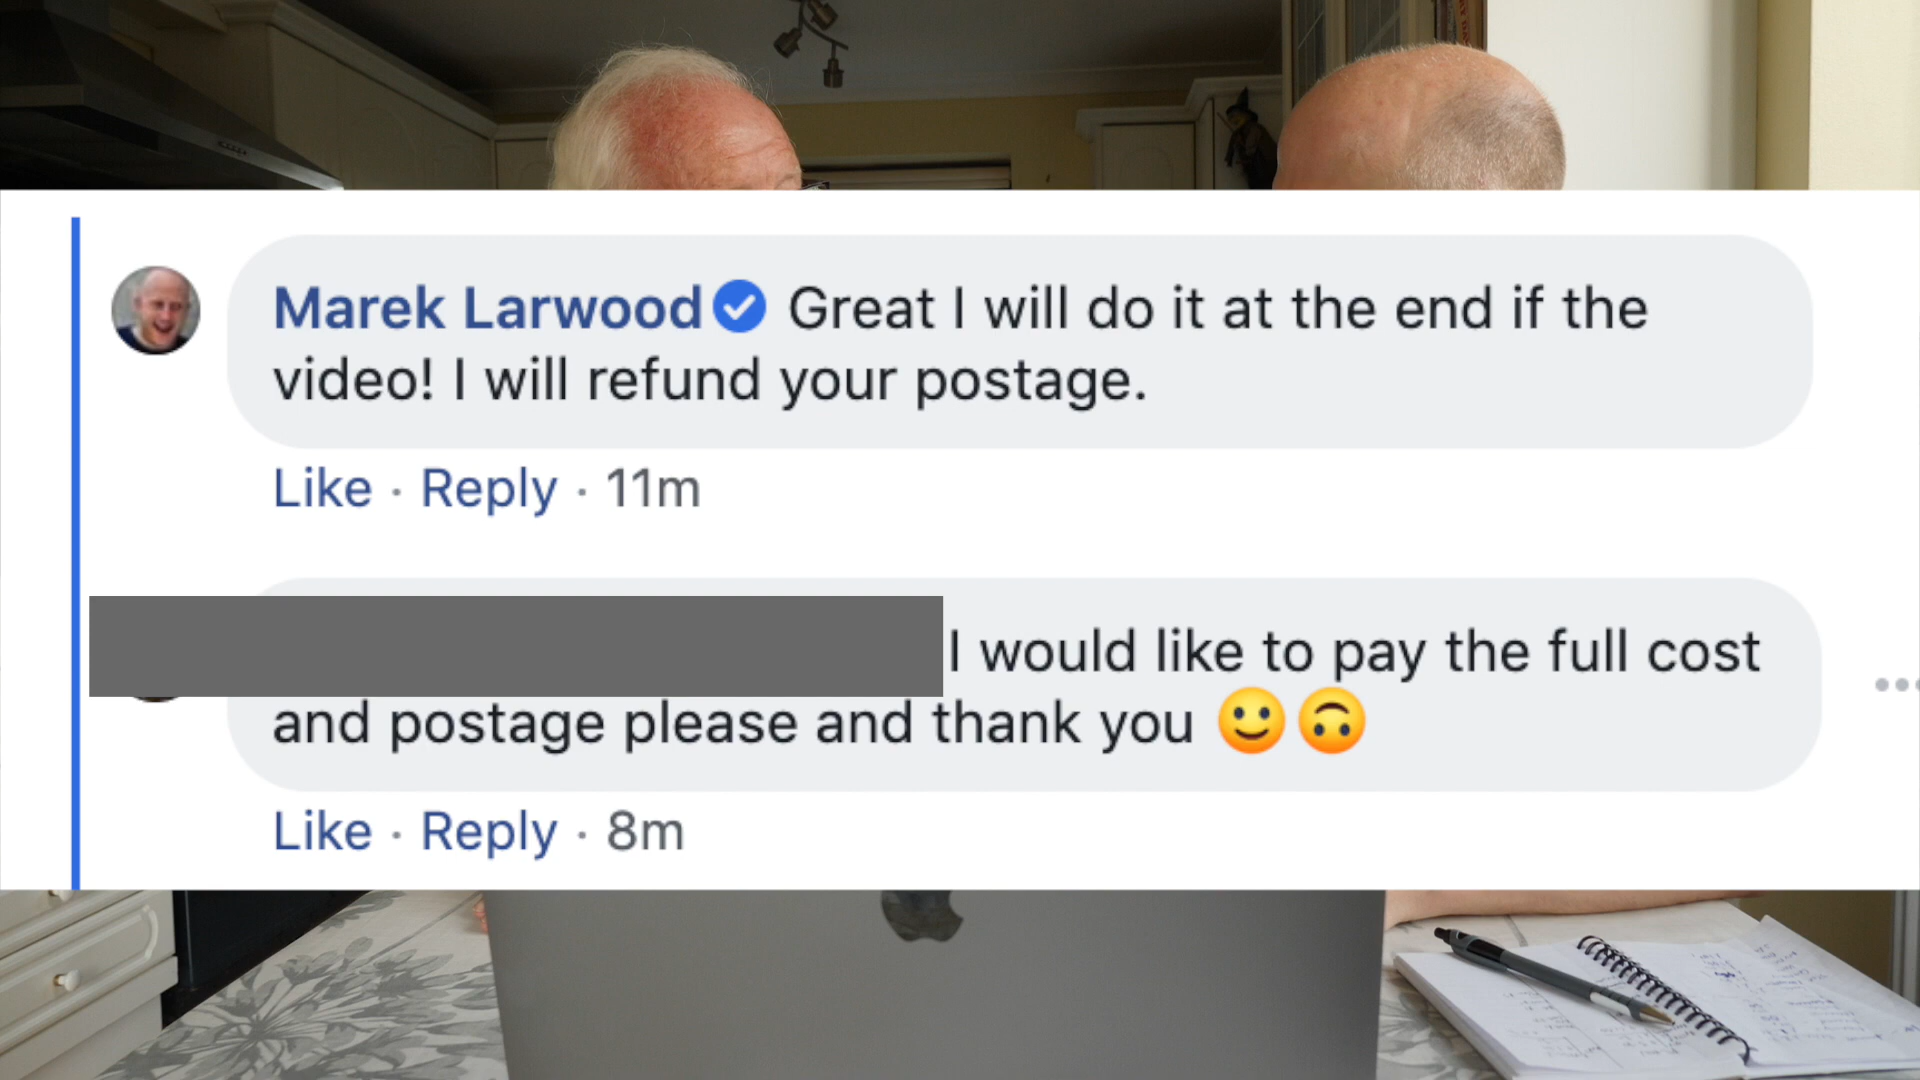 Marek Larwood Great I will do it at the end if the
video! I will refund your postage.
Like · Reply · 11m
I would like to pay the full cost
and postage please and thank you 🙂🙃
Like · Reply · 8m